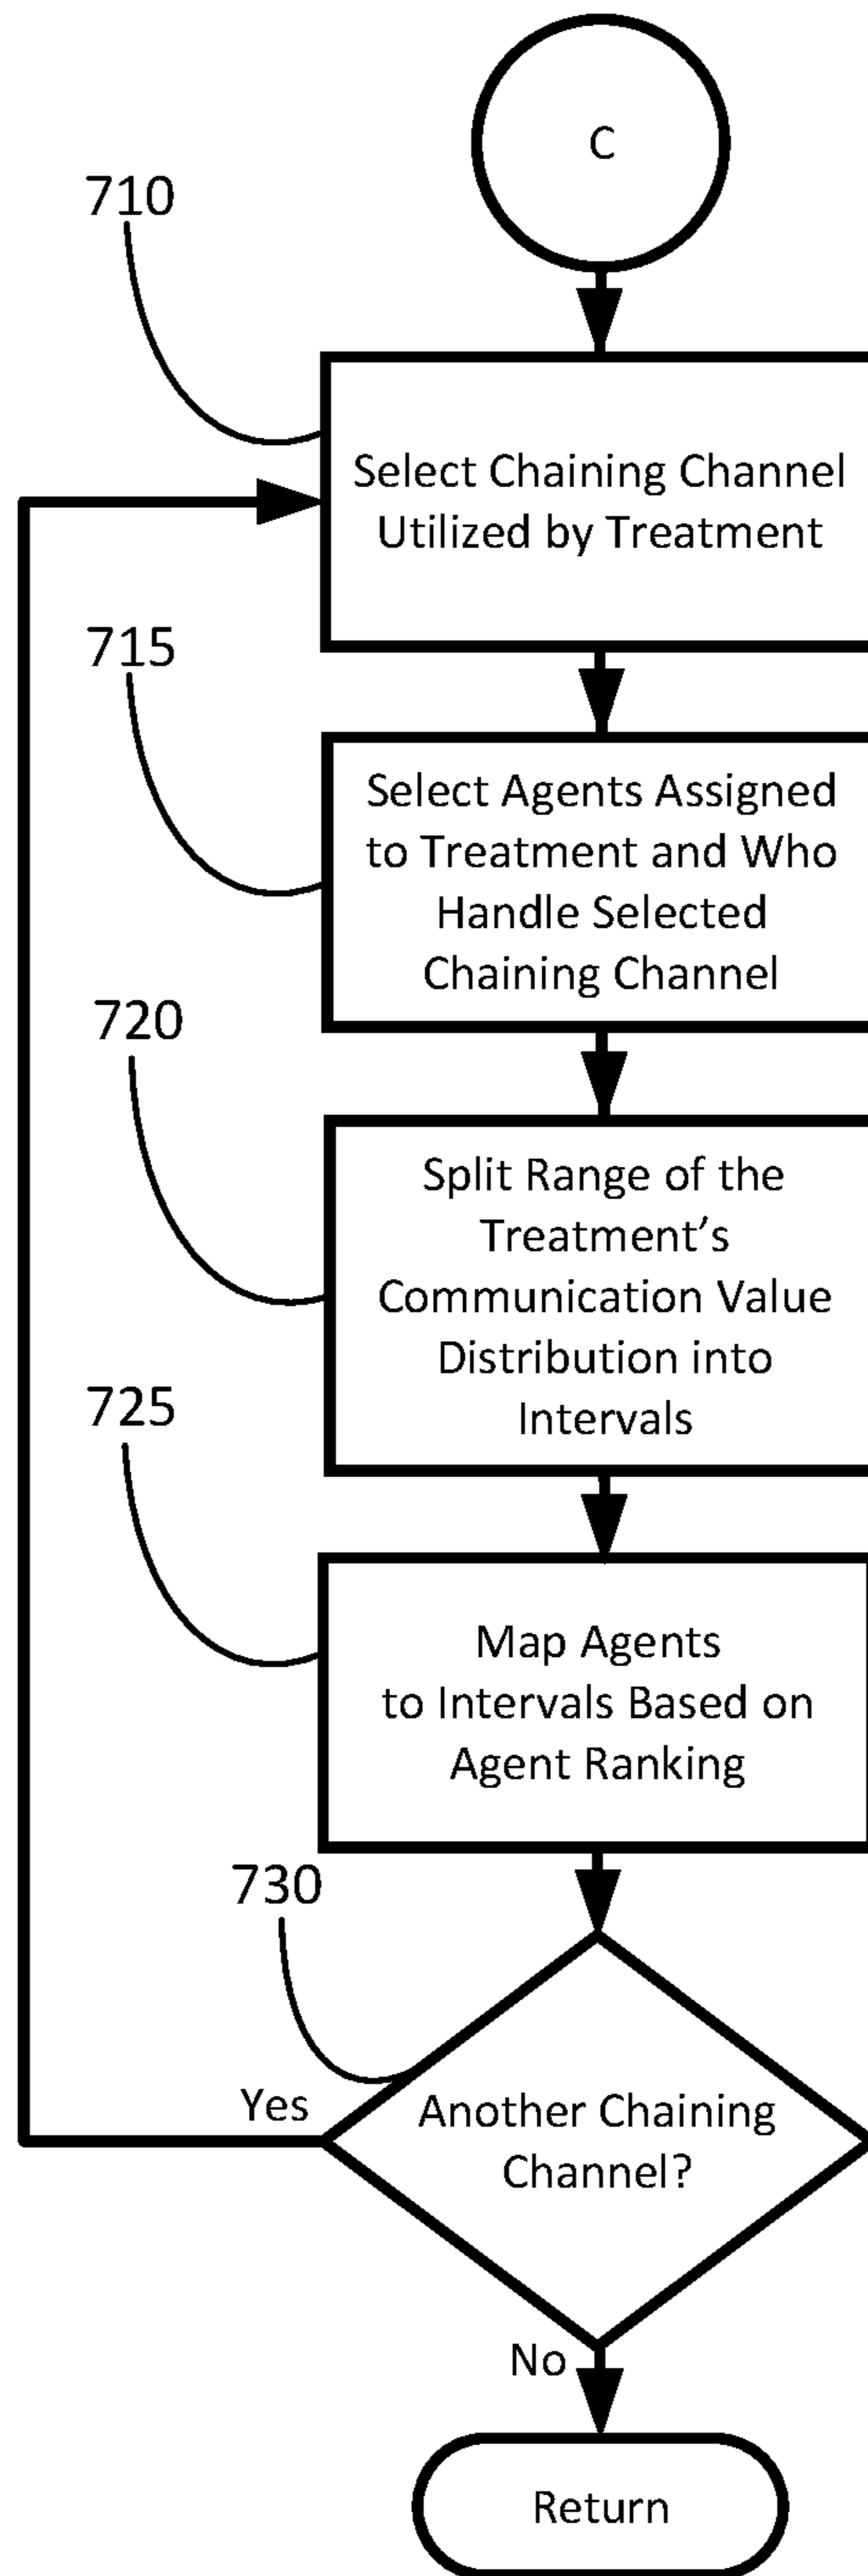 C
710
Select Chaining Channel
Utilized by Treatment
715
Select Agents Assigned
to Treatment and Who
Handle Selected
Chaining Channel
720
Split Range of the
Treatment’s
Communication Value
Distribution into
Intervals
725
Map Agents
to Intervals Based on
Agent Ranking
730
Yes
Another Chaining
Channel?
No
Return